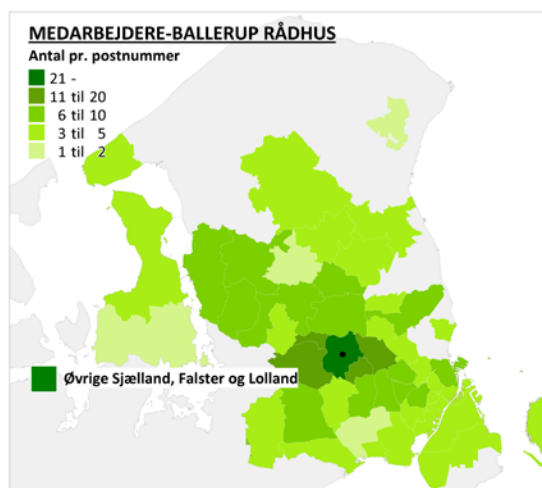 MEDARBEJDERE-BALLERUP RÅDHUS
Antal pr. postnummer
21 -
11 til 20
6 til 10
3 til 5
1 til 2
Øvrige Sjælland, Falster og Lolland